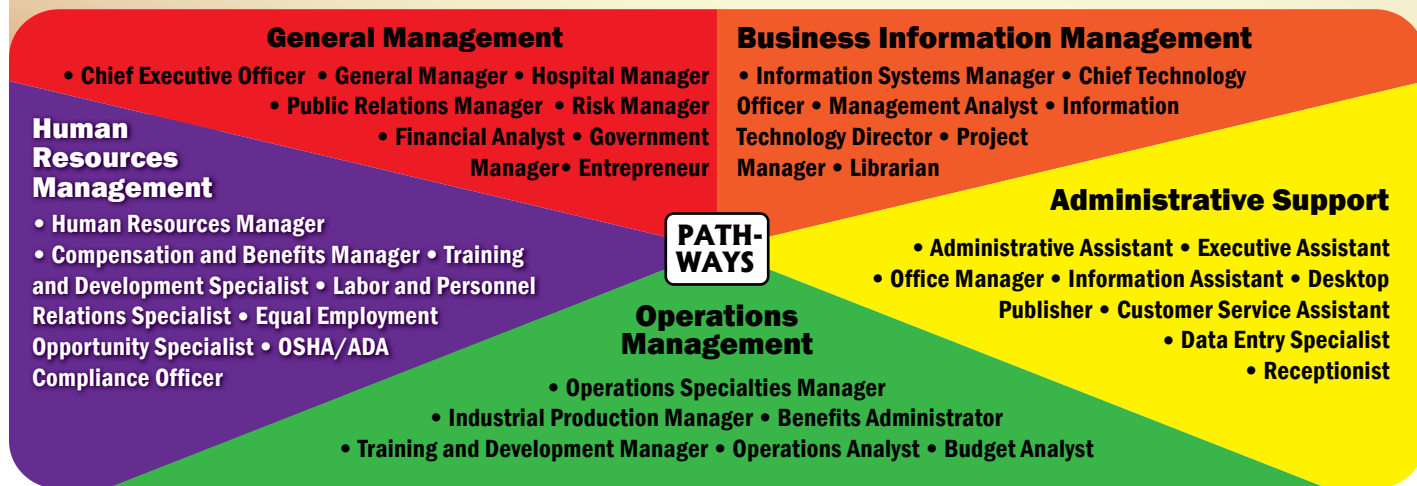 General Management
• Chief Executive Officer • General Manager • Hospital Manager
• Public Relations Manager • Risk Manager
• Financial Analyst • Government
Manager• Entrepreneur
Business Information Management
• Information Systems Manager • Chief Technology
Officer • Management Analyst • Information
Technology Director • Project
Manager • Librarian
Human
Resources
Management
• Human Resources Manager
• Compensation and Benefits Manager • Training
and Development Specialist • Labor and Personnel
Relations Specialist • Equal Employment
Opportunity Specialist • OSHA/ADA
Compliance Officer
PATH-
WAYS
Administrative Support
• Administrative Assistant • Executive Assistant
• Office Manager • Information Assistant • Desktop
Publisher • Customer Service Assistant
• Data Entry Specialist
• Receptionist
Operations
Management
• Operations Specialties Manager
• Industrial Production Manager • Benefits Administrator
• Training and Development Manager • Operations Analyst • Budget Analyst